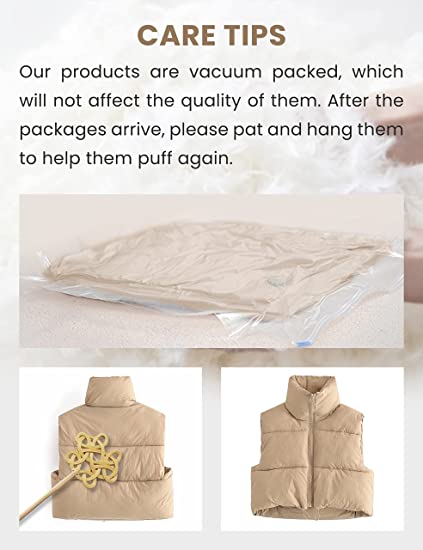 CARE TIPS
Our products are vacuum packed, which
will not affect the quality of them. After the
packages arrive, please pat and hang them
to help them puff again.